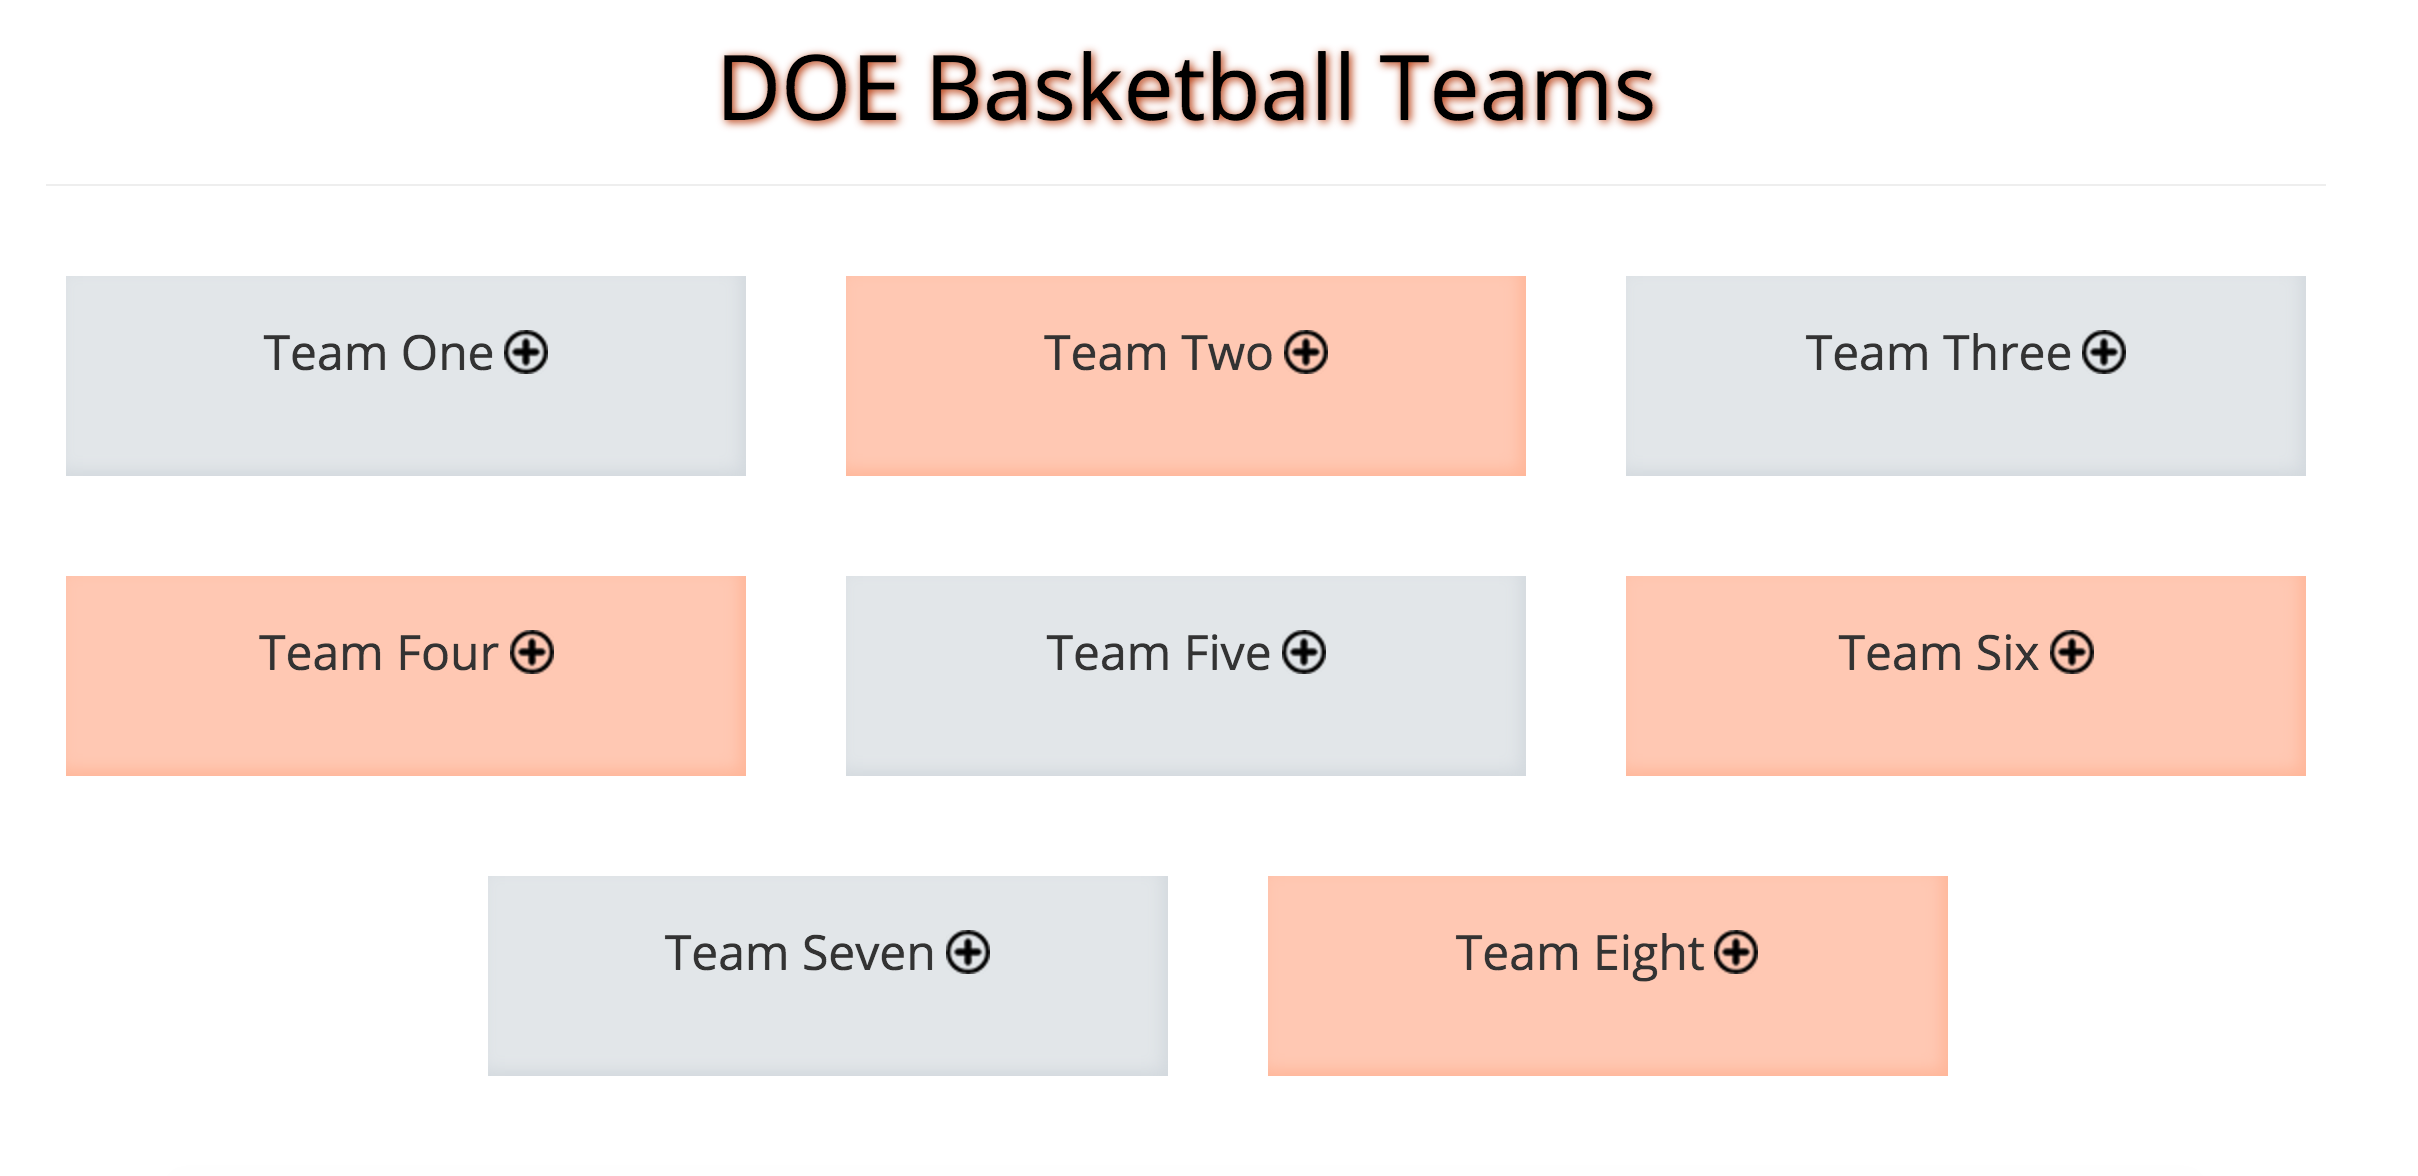 DOE Basketball Teams
Team One
Team Two
Team Three
Team Four
Team Five
Team Six
Team Seven
Team Eight